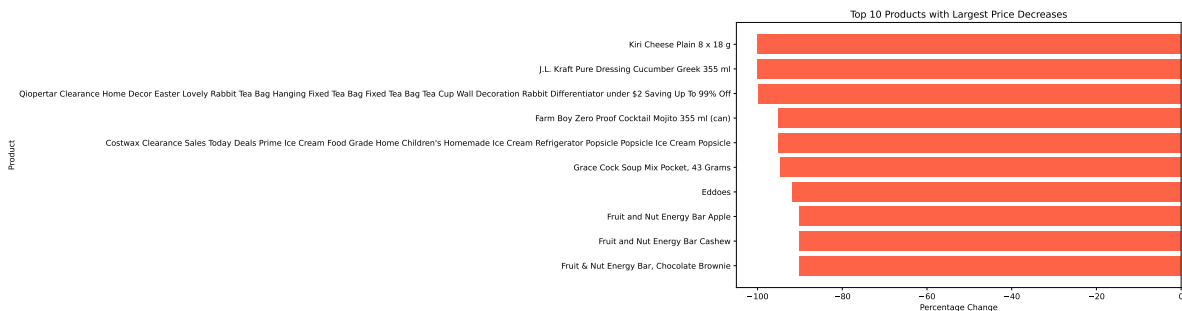 Top 10 Products with Largest Price Decreases
Kiri Cheese Plain 8 x 18 g
J.L. Kraft Pure Dressing Cucumber Greek 355 ml
Qiopertar Clearance Home Decor Easter Lovely Rabbit Tea Bag Hanging Fixed Tea Bag Fixed Tea Bag Tea Cup Wall Decoration Rabbit Differentiator under $2 Saving Up To 99% Off
Farm Boy Zero Proof Cocktail Mojito 355 ml (can)
Costwax Clearance Sales Today Deals Prime Ice Cream Food Grade Home Children's Homemade Ice Cream Refrigerator Popsicle Popsicle Ice Cream Popsicle
Product
Grace Cock Soup Mix Pocket, 43 Grams
Eddoes
Fruit and Nut Energy Bar Apple
Fruit and Nut Energy Bar Cashew
Fruit & Nut Energy Bar, Chocolate Brownie
−100 −80 −60 −40 −20 0
Percentage Change